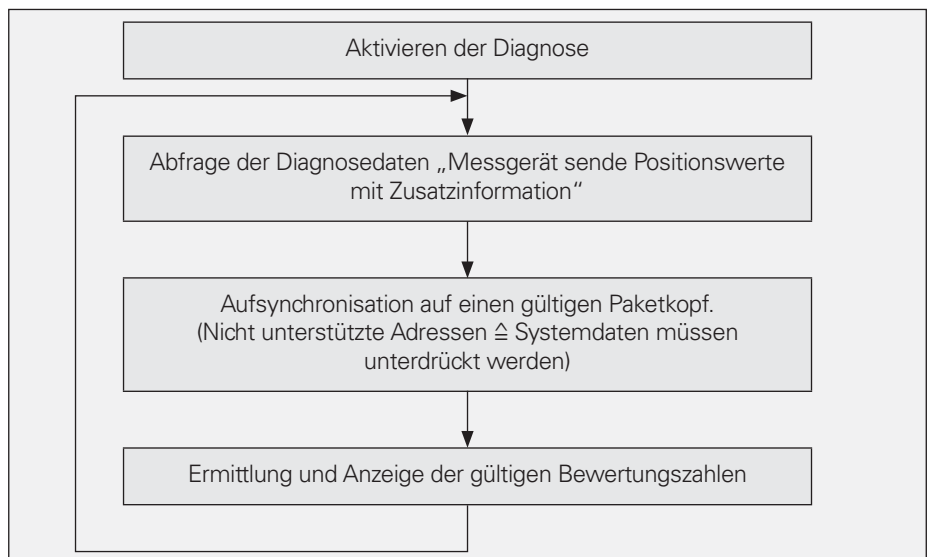 Aktivieren der Diagnose
Abfrage der Diagnosedaten „Messgerät sende Positionswerte
mit Zusatzinformation“
Aufsynchronisation auf einen gültigen Paketkopf.
(Nicht unterstützte Adressen ≙ Systemdaten müssen
unterdrückt werden)
Ermittlung und Anzeige der gültigen Bewertungszahlen